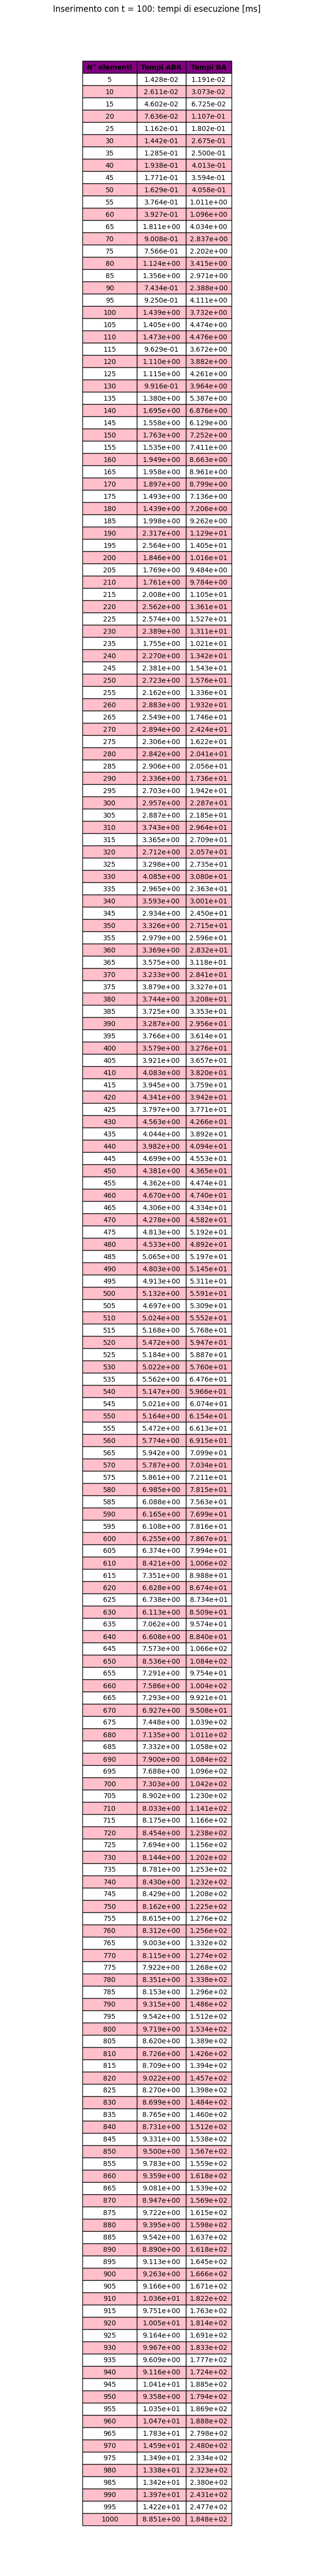 Inserimento con t = 100: tempi di esecuzione [ms]
N° elementi Tempi ABR Tempi BA
5 1.428e-02 1.191e-02
10 2.611e-02 3.073e-02
15 4.602e-02 6.725e-02
20 7.636e-02 1.107e-01
25 1.162e-01 1.802e-01
30 1.442e-01 2.675e-01
35 1.285e-01 2.500e-01
40 1.938e-01 4.013e-01
45 1.771e-01 3.594e-01
50 1.629e-01 4.058e-01
55 3.764e-01 1.011e+00
60 3.927e-01 1.096e+00
65 1.811e+00 4.034e+00
70 9.008e-01 2.837e+00
75 7.566e-01 2.202e+00
80 1.124e+00 3.415e+00
85 1.356e+00 2.971e+00
90 7.434e-01 2.388e+00
95 9.250e-01 4.111e+00
100 1.439e+00 3.732e+00
105 1.405e+00 4.474e+00
110 1.473e+00 4.476e+00
115 9.629e-01 3.672e+00
120 1.110e+00 3.882e+00
125 1.115e+00 4.261e+00
130 9.916e-01 3.964e+00
135 1.380e+00 5.387e+00
140 1.695e+00 6.876e+00
145 1.558e+00 6.129e+00
150 1.763e+00 7.252e+00
155 1.535e+00 7.411e+00
160 1.949e+00 8.663e+00
165 1.958e+00 8.961e+00
170 1.897e+00 8.799e+00
175 1.493e+00 7.136e+00
180 1.439e+00 7.206e+00
185 1.998e+00 9.262e+00
190 2.317e+00 1.129e+01
195 2.564e+00 1.405e+01
200 1.846e+00 1.016e+01
205 1.769e+00 9.484e+00
210 1.761e+00 9.784e+00
215 2.008e+00 1.105e+01
220 2.562e+00 1.361e+01
225 2.574e+00 1.527e+01
230 2.389e+00 1.311e+01
235 1.755e+00 1.021e+01
240 2.270e+00 1.342e+01
245 2.381e+00 1.543e+01
250 2.723e+00 1.576e+01
255 2.162e+00 1.336e+01
260 2.883e+00 1.932e+01
265 2.549e+00 1.746e+01
270 2.894e+00 2.424e+01
275 2.306e+00 1.622e+01
280 2.842e+00 2.041e+01
285 2.906e+00 2.056e+01
290 2.336e+00 1.736e+01
295 2.703e+00 1.942e+01
300 2.957e+00 2.287e+01
305 2.887e+00 2.185e+01
310 3.743e+00 2.964e+01
315 3.365e+00 2.709e+01
320 2.712e+00 2.057e+01
325 3.298e+00 2.735e+01
330 4.085e+00 3.080e+01
335 2.965e+00 2.363e+01
340 3.593e+00 3.001e+01
345 2.934e+00 2.450e+01
350 3.326e+00 2.715e+01
355 2.979e+00 2.596e+01
360 3.369e+00 2.832e+01
365 3.575e+00 3.118e+01
370 3.233e+00 2.841e+01
375 3.879e+00 3.327e+01
380 3.744e+00 3.208e+01
385 3.725e+00 3.353e+01
390 3.287e+00 2.956e+01
395 3.766e+00 3.614e+01
400 3.579e+00 3.276e+01
405 3.921e+00 3.657e+01
410 4.083e+00 3.820e+01
415 3.945e+00 3.759e+01
420 4.341e+00 3.942e+01
425 3.797e+00 3.771e+01
430 4.563e+00 4.266e+01
435 4.044e+00 3.892e+01
440 3.982e+00 4.094e+01
445 4.699e+00 4.553e+01
450 4.381e+00 4.365e+01
455 4.362e+00 4.474e+01
460 4.670e+00 4.740e+01
465 4.306e+00 4.334e+01
470 4.278e+00 4.582e+01
475 4.813e+00 5.192e+01
480 4.533e+00 4.892e+01
485 5.065e+00 5.197e+01
490 4.803e+00 5.145e+01
495 4.913e+00 5.311e+01
500 5.132e+00 5.591e+01
505 4.697e+00 5.309e+01
510 5.024e+00 5.552e+01
515 5.168e+00 5.768e+01
520 5.472e+00 5.947e+01
525 5.184e+00 5.887e+01
530 5.022e+00 5.760e+01
535 5.562e+00 6.476e+01
540 5.147e+00 5.966e+01
545 5.021e+00 6.074e+01
550 5.164e+00 6.154e+01
555 5.472e+00 6.613e+01
560 5.774e+00 6.915e+01
565 5.942e+00 7.099e+01
570 5.787e+00 7.034e+01
575 5.861e+00 7.211e+01
580 6.985e+00 7.815e+01
585 6.088e+00 7.563e+01
590 6.165e+00 7.699e+01
595 6.108e+00 7.816e+01
600 6.255e+00 7.867e+01
605 6.374e+00 7.994e+01
610 8.421e+00 1.006e+02
615 7.351e+00 8.988e+01
620 6.628e+00 8.674e+01
625 6.738e+00 8.734e+01
630 6.113e+00 8.509e+01
635 7.062e+00 9.574e+01
640 6.608e+00 8.840e+01
645 7.573e+00 1.066e+02
650 8.536e+00 1.084e+02
655 7.291e+00 9.754e+01
660 7.586e+00 1.004e+02
665 7.293e+00 9.921e+01
670 6.927e+00 9.508e+01
675 7.448e+00 1.039e+02
680 7.135e+00 1.011e+02
685 7.332e+00 1.058e+02
690 7.900e+00 1.084e+02
695 7.688e+00 1.096e+02
700 7.303e+00 1.042e+02
705 8.902e+00 1.230e+02
710 8.033e+00 1.141e+02
715 8.175e+00 1.166e+02
720 8.454e+00 1.238e+02
725 7.694e+00 1.156e+02
730 8.144e+00 1.202e+02
735 8.781e+00 1.253e+02
740 8.430e+00 1.232e+02
745 8.429e+00 1.208e+02
750 8.162e+00 1.225e+02
755 8.615e+00 1.276e+02
760 8.312e+00 1.256e+02
765 9.003e+00 1.332e+02
770 8.115e+00 1.274e+02
775 7.922e+00 1.268e+02
780 8.351e+00 1.338e+02
785 8.153e+00 1.296e+02
790 9.315e+00 1.486e+02
795 9.542e+00 1.512e+02
800 9.719e+00 1.534e+02
805 8.620e+00 1.389e+02
810 8.726e+00 1.426e+02
815 8.709e+00 1.394e+02
820 9.022e+00 1.457e+02
825 8.270e+00 1.398e+02
830 8.699e+00 1.484e+02
835 8.765e+00 1.460e+02
840 8.731e+00 1.512e+02
845 9.331e+00 1.538e+02
850 9.500e+00 1.567e+02
855 9.783e+00 1.559e+02
860 9.359e+00 1.618e+02
865 9.081e+00 1.539e+02
870 8.947e+00 1.569e+02
875 9.722e+00 1.615e+02
880 9.395e+00 1.598e+02
885 9.542e+00 1.637e+02
890 8.890e+00 1.618e+02
895 9.113e+00 1.645e+02
900 9.263e+00 1.666e+02
905 9.166e+00 1.671e+02
910 1.036e+01 1.822e+02
915 9.751e+00 1.763e+02
920 1.005e+01 1.814e+02
925 9.164e+00 1.691e+02
930 9.967e+00 1.833e+02
935 9.609e+00 1.777e+02
940 9.116e+00 1.724e+02
945 1.041e+01 1.885e+02
950 9.358e+00 1.794e+02
955 1.035e+01 1.869e+02
960 1.047e+01 1.888e+02
965 1.783e+01 2.798e+02
970 1.459e+01 2.480e+02
975 1.349e+01 2.334e+02
980 1.338e+01 2.323e+02
985 1.342e+01 2.380e+02
990 1.397e+01 2.431e+02
995 1.422e+01 2.477e+02
1000 8.851e+00 1.848e+02